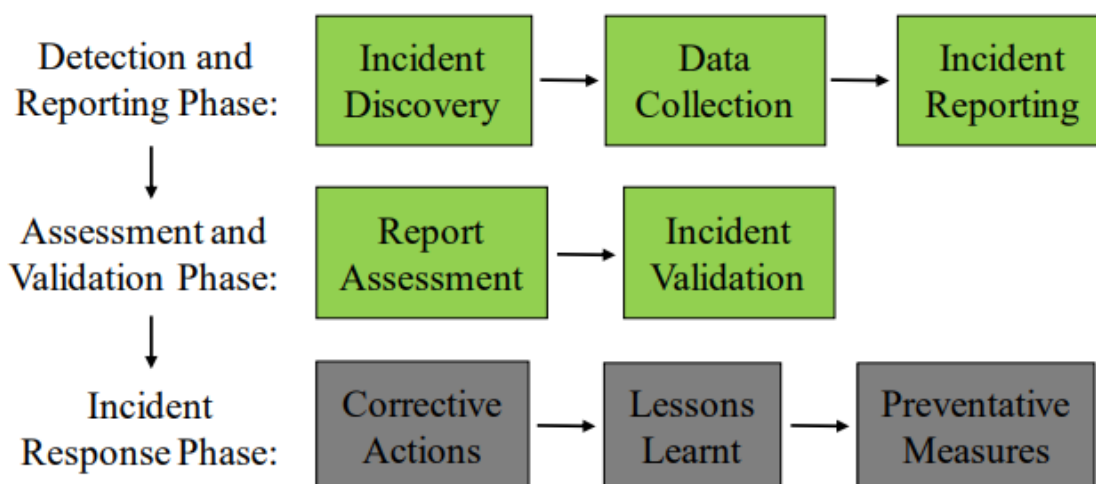 Detection and
Reporting Phase:
Incident
Discovery
Data
Collection
Incident
Reporting
Assessment and
Validation Phase:
Report
Assessment
Incident
Validation
Incident
Response Phase:
Corrective
Actions
Lessons
Learnt
Preventative
Measures